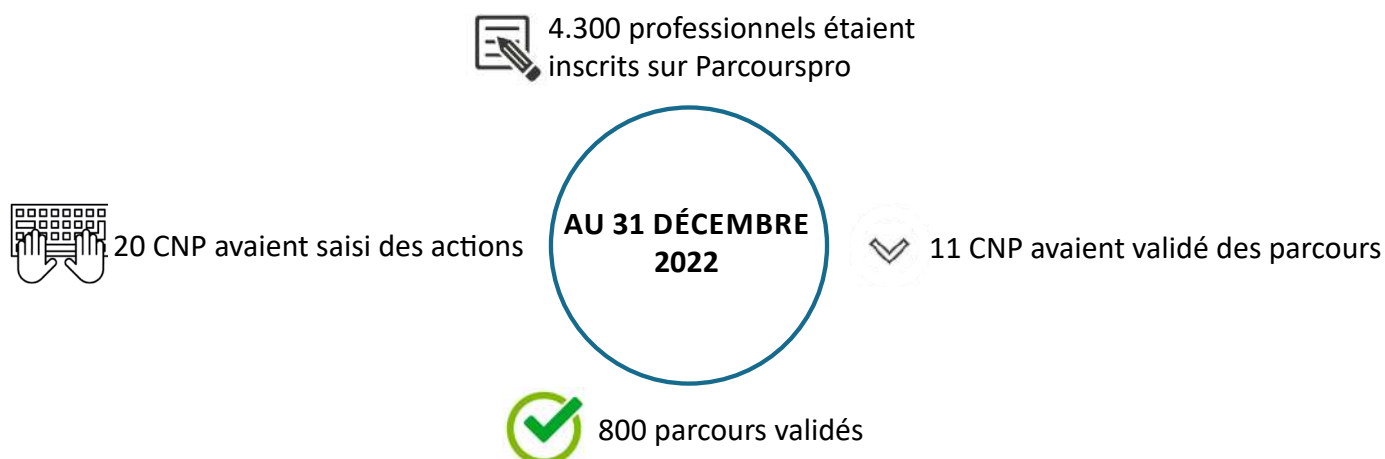 4.300 professionnels étaient
inscrits sur Parcourspro
20 CNP avaient saisi des actions
AU 31 DÉCEMBRE
2022
11 CNP avaient validé des parcours
800 parcours validés